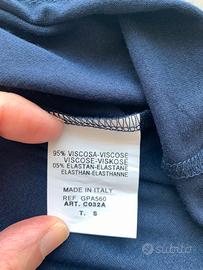 95% VISCOSA-VISCOSE
VISCOSE-VISKOSE
05% ELASTAN-ELASTANE
ELASTHAN-ELASTHANNE
MADE IN ITALY
REF. GPA560
ART. C032A
T. S
subito